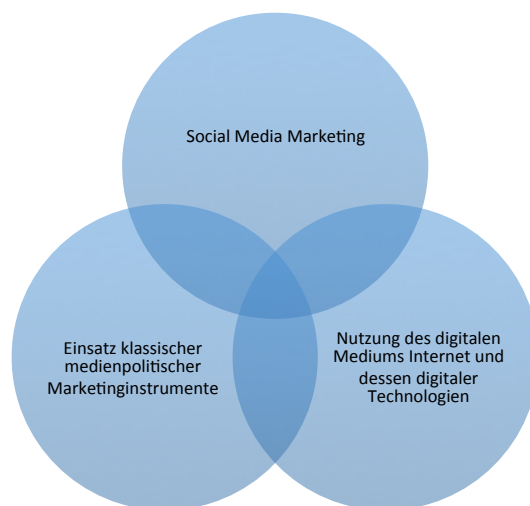 Social Media Marketing
Einsatz klassischer
medienpolitischer
Marketinginstrumente
Nutzung des digitalen
Mediums Internet und
dessen digitaler
Technologien